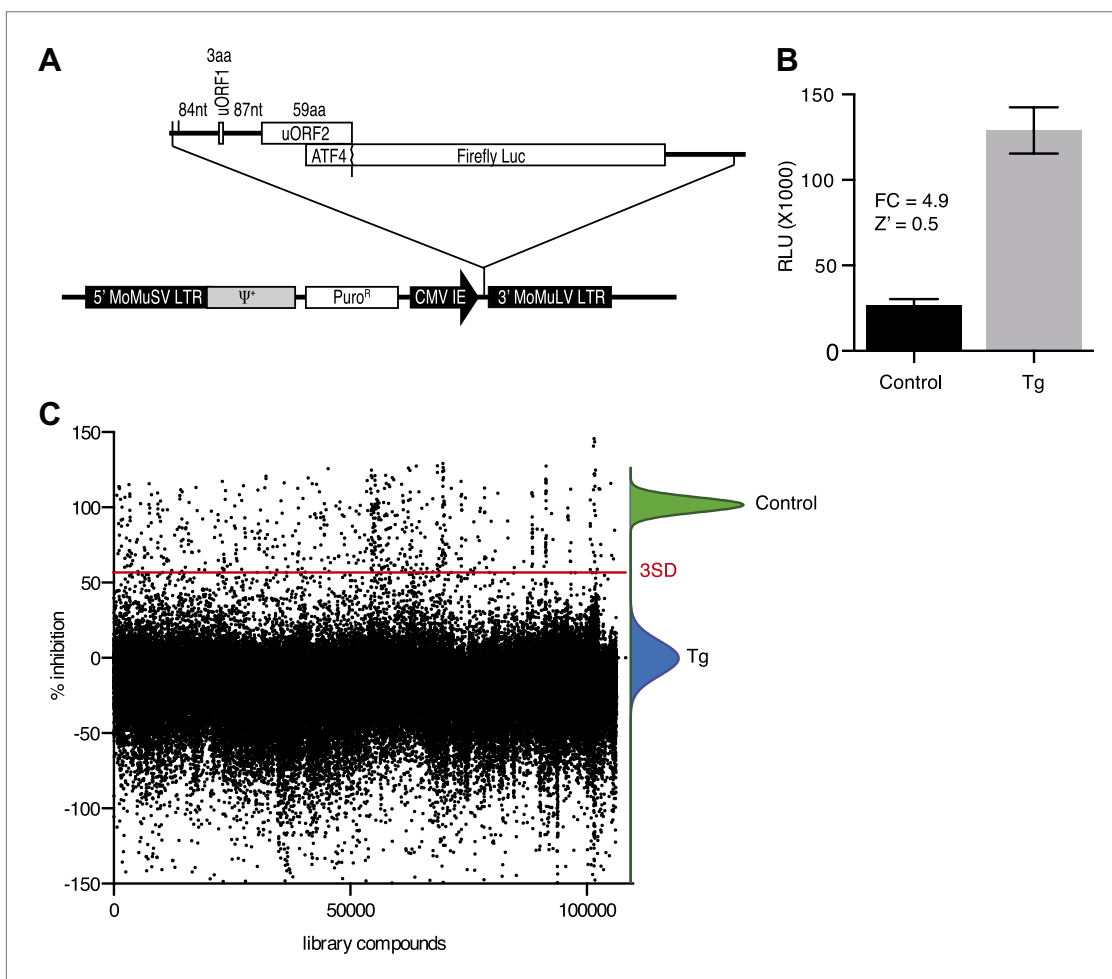 A
3aa
uORF1
84nt
87nt
59aa
uORF2
ATF4
Firefly Luc
5' MoMuSV LTR
Ψ+
PuroR
CMV IE
3' MoMuLV LTR
B
RLU (X1000)
150
100
50
0
FC = 4.9
Z' = 0.5
Control
Tg
C
% inhibition
150
100
50
0
-50
-100
-150
0
50000
100000
library compounds
Control
3SD
Tg